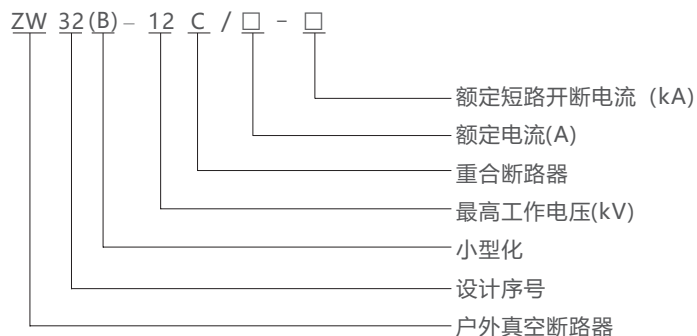 ZW 32(B)– 12 C / □ - □
额定短路开断电流（kA)
额定电流(A)
重合断路器
最高工作电压(kV)
小型化
设计序号
户外真空断路器